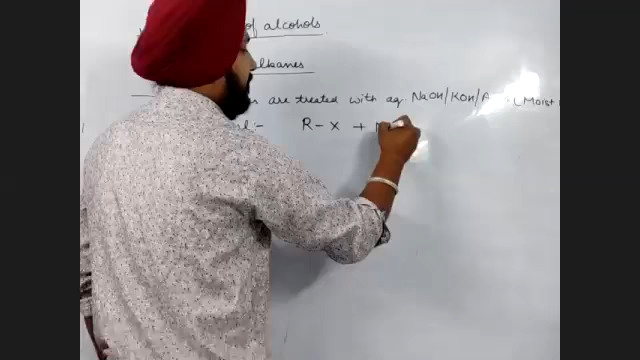 of alcohols
alkanes
are treated with aq. NaOH/KOH/A (Moist
R-X +